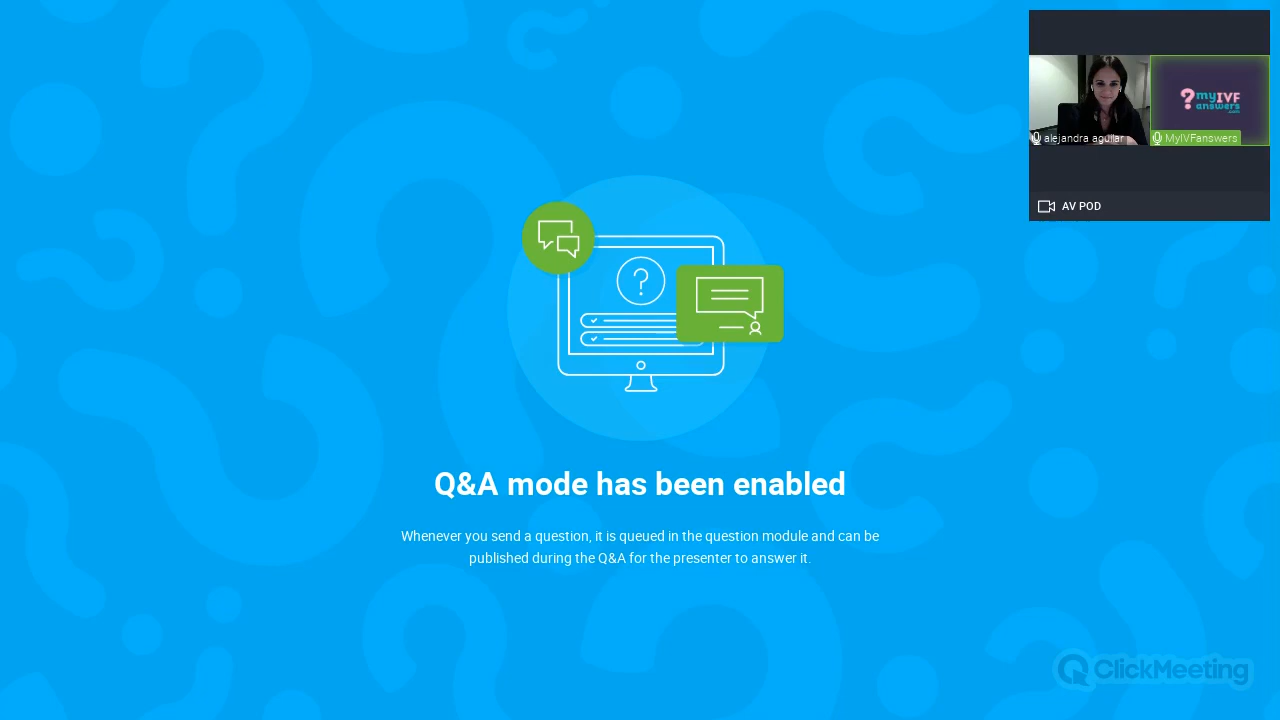 ? myIVF
answers
.com
alejandra aguilar
MyIVFanswers
AV POD
?
Q&A mode has been enabled
Whenever you send a question, it is queued in the question module and can be
published during the Q&A for the presenter to answer it.
ClickMeeting